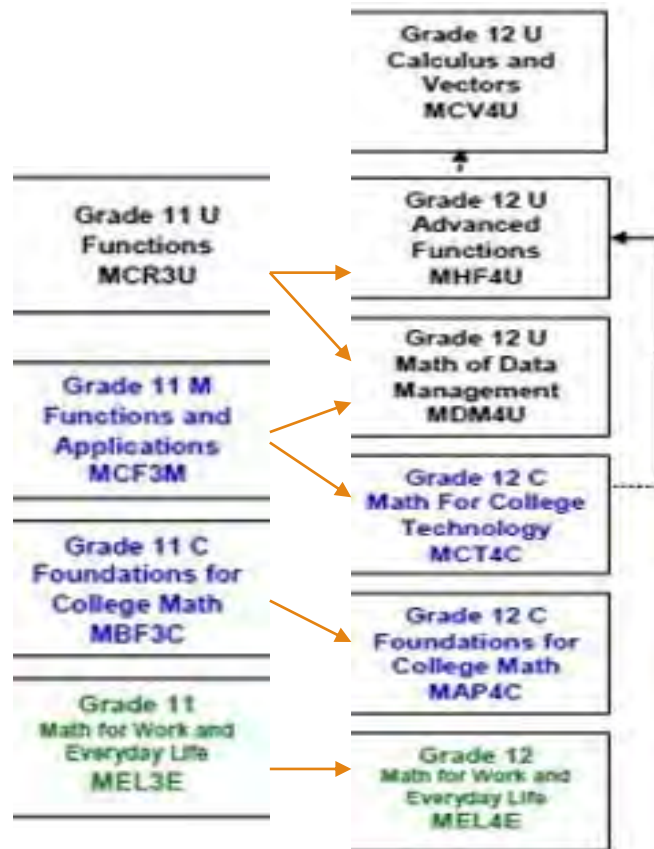 Grade 11 U
Functions
MCR3U
Grade 11 M
Functions and
Applications
MCF3M
Grade 11 C
Foundations for
College Math
MBF3C
Grade 11
Math for Work and
Everyday Life
MEL3E
Grade 12 U
Calculus and
Vectors
MCV4U
Grade 12 U
Advanced
Functions
MHF4U
Grade 12 U
Math of Data
Management
MDM4U
Grade 12 C
Math For College
Technology
MCT4C
Grade 12 C
Foundations for
College Math
MAP4C
Grade 12
Math for Work and
Everyday Life
MEL4E